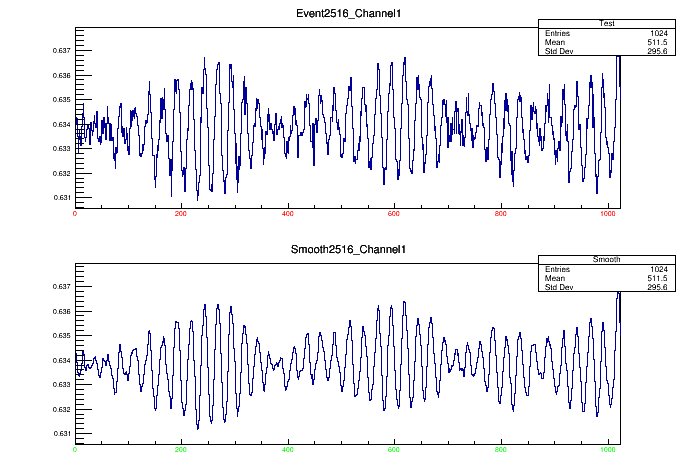 Event2516_Channel1
Test
Entries 1024
Mean 511.5
Std Dev 295.6
0.637
0.636
0.635
0.634
0.633
0.632
0.631
0 200 400 600 800 1000
Smooth2516_Channel1
Smooth
Entries 1024
Mean 511.5
Std Dev 295.6
0.637
0.636
0.635
0.634
0.633
0.632
0.631
0 200 400 600 800 1000